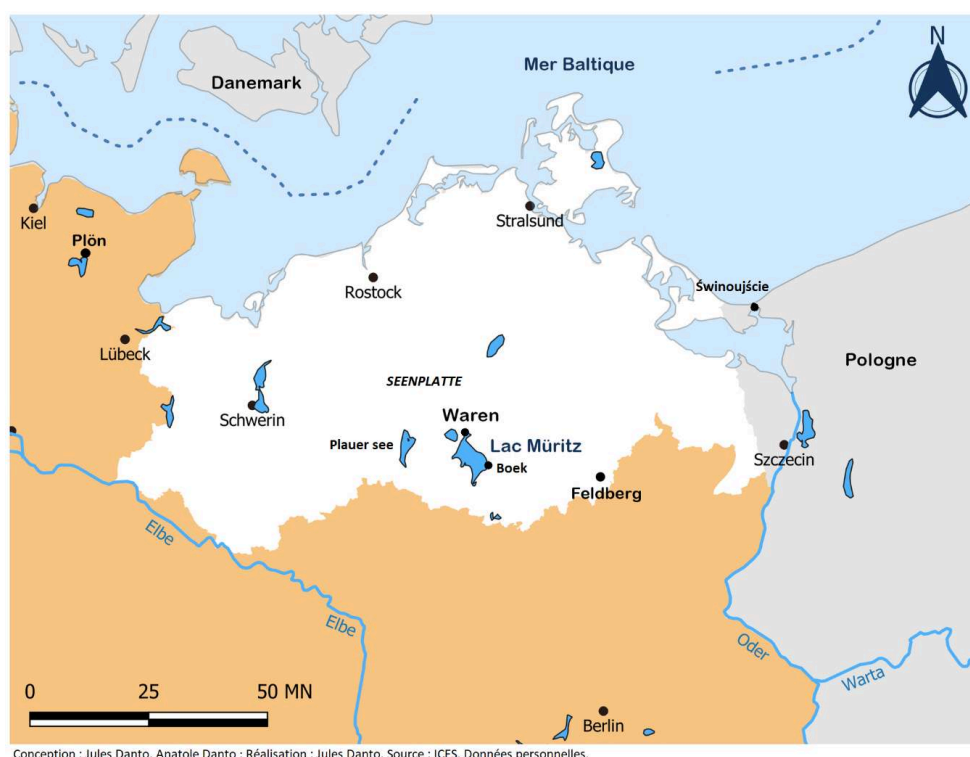 N
Mer Baltique
Danemark
Kiel
Stralsund
Plön
Świnoujście
Rostock
Lübeck
Pologne
SEENPLATTE
Schwerin
Waren
Plauer see
Lac Müritz
Boek
Szczecin
Feldberg
Elbe
Elbe
Oder
Warta
0 25 50 MN
Berlin
Conception : Jules Danto, Anatole Danto ; Réalisation : Jules Danto. Source : ICES, Données personnelles.